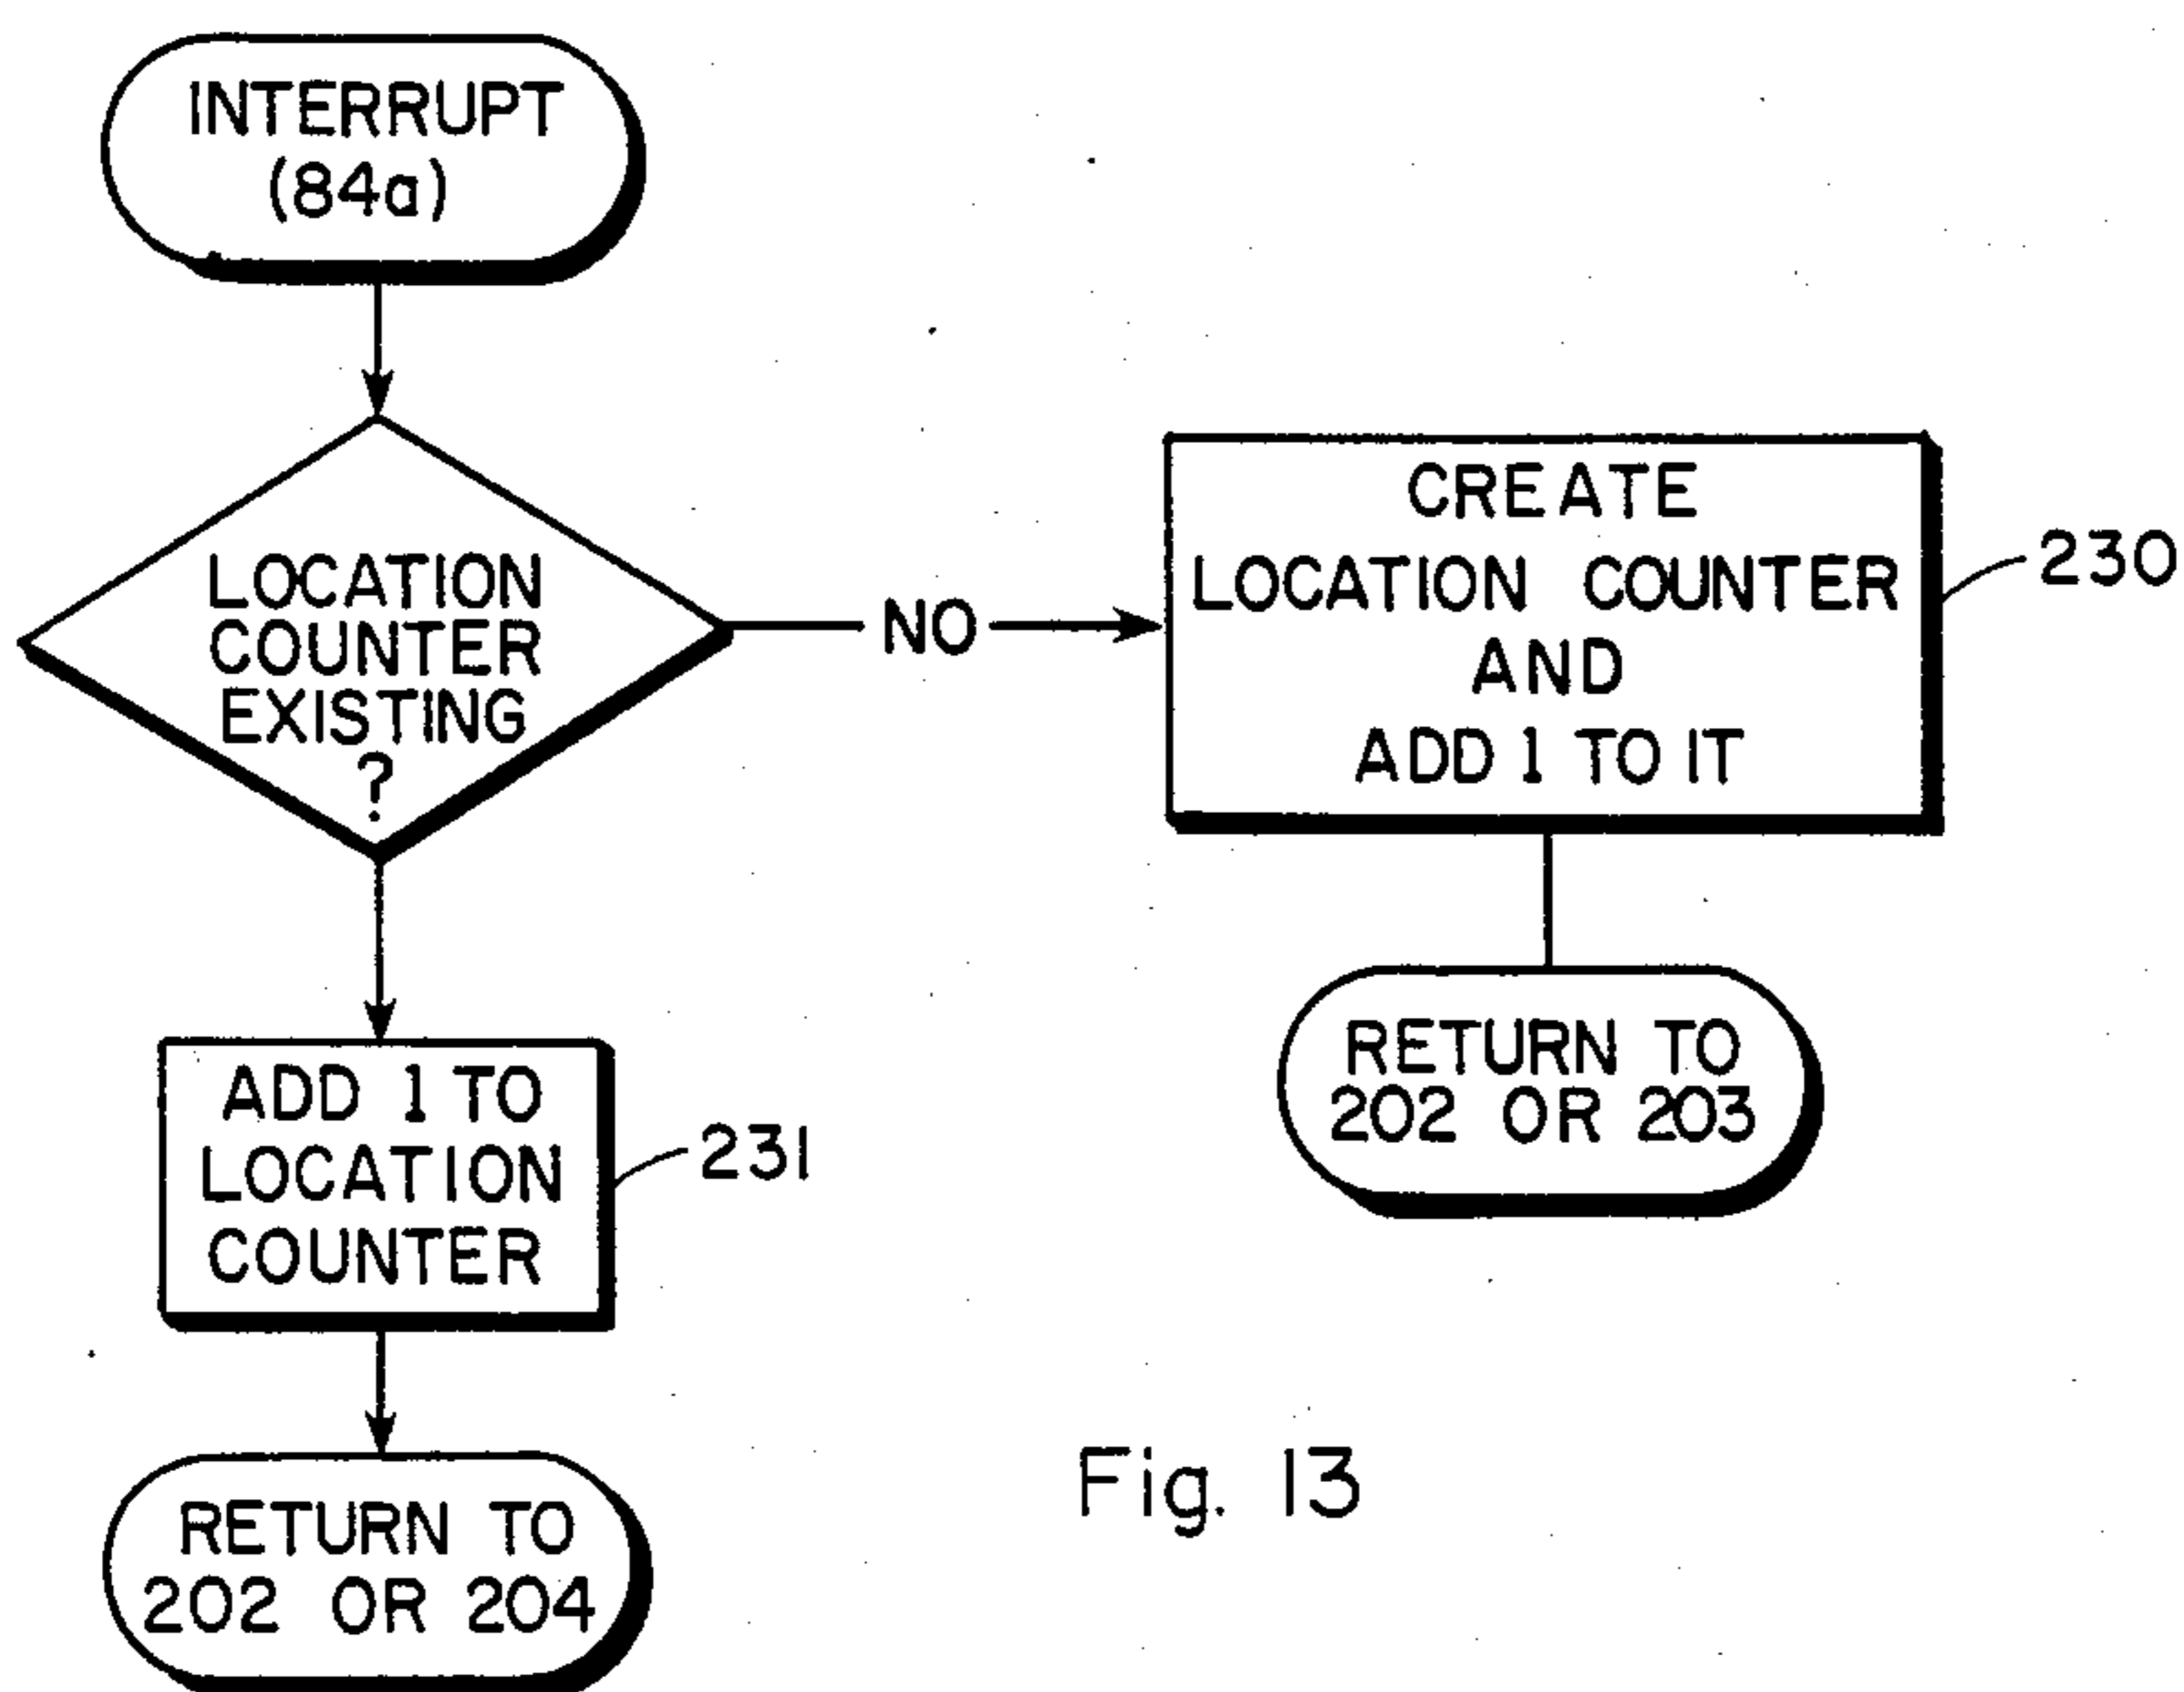 INTERRUPT
(84a)
LOCATION
COUNTER
EXISTING
?
NO
CREATE
LOCATION COUNTER
AND
ADD 1 TO IT
230
RETURN TO
202 OR 203
ADD 1 TO
LOCATION
COUNTER
231
RETURN TO
202 OR 204
Fig. 13